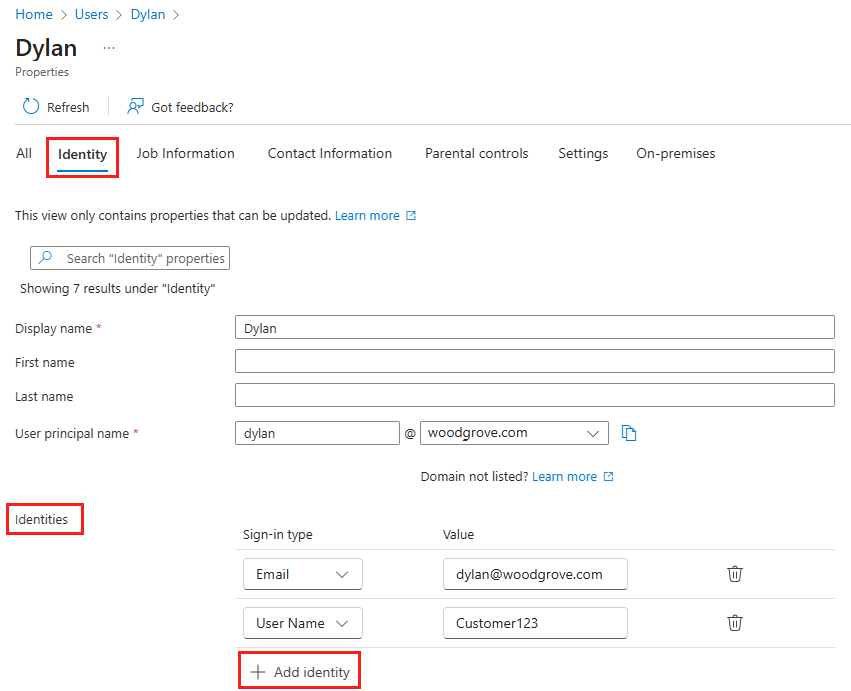 Home > Users > Dylan >
Dylan ...
Properties
Refresh Got feedback?
All Identity Job Information Contact Information Parental controls Settings On-premises
This view only contains properties that can be updated. Learn more
Search "Identity" properties
Showing 7 results under "Identity"
Display name * Dylan
First name
Last name
User principal name * dylan @ woodgrove.com
Domain not listed? Learn more
Identities
Sign-in type Value
Email dylan@woodgrove.com
User Name Customer123
+ Add identity